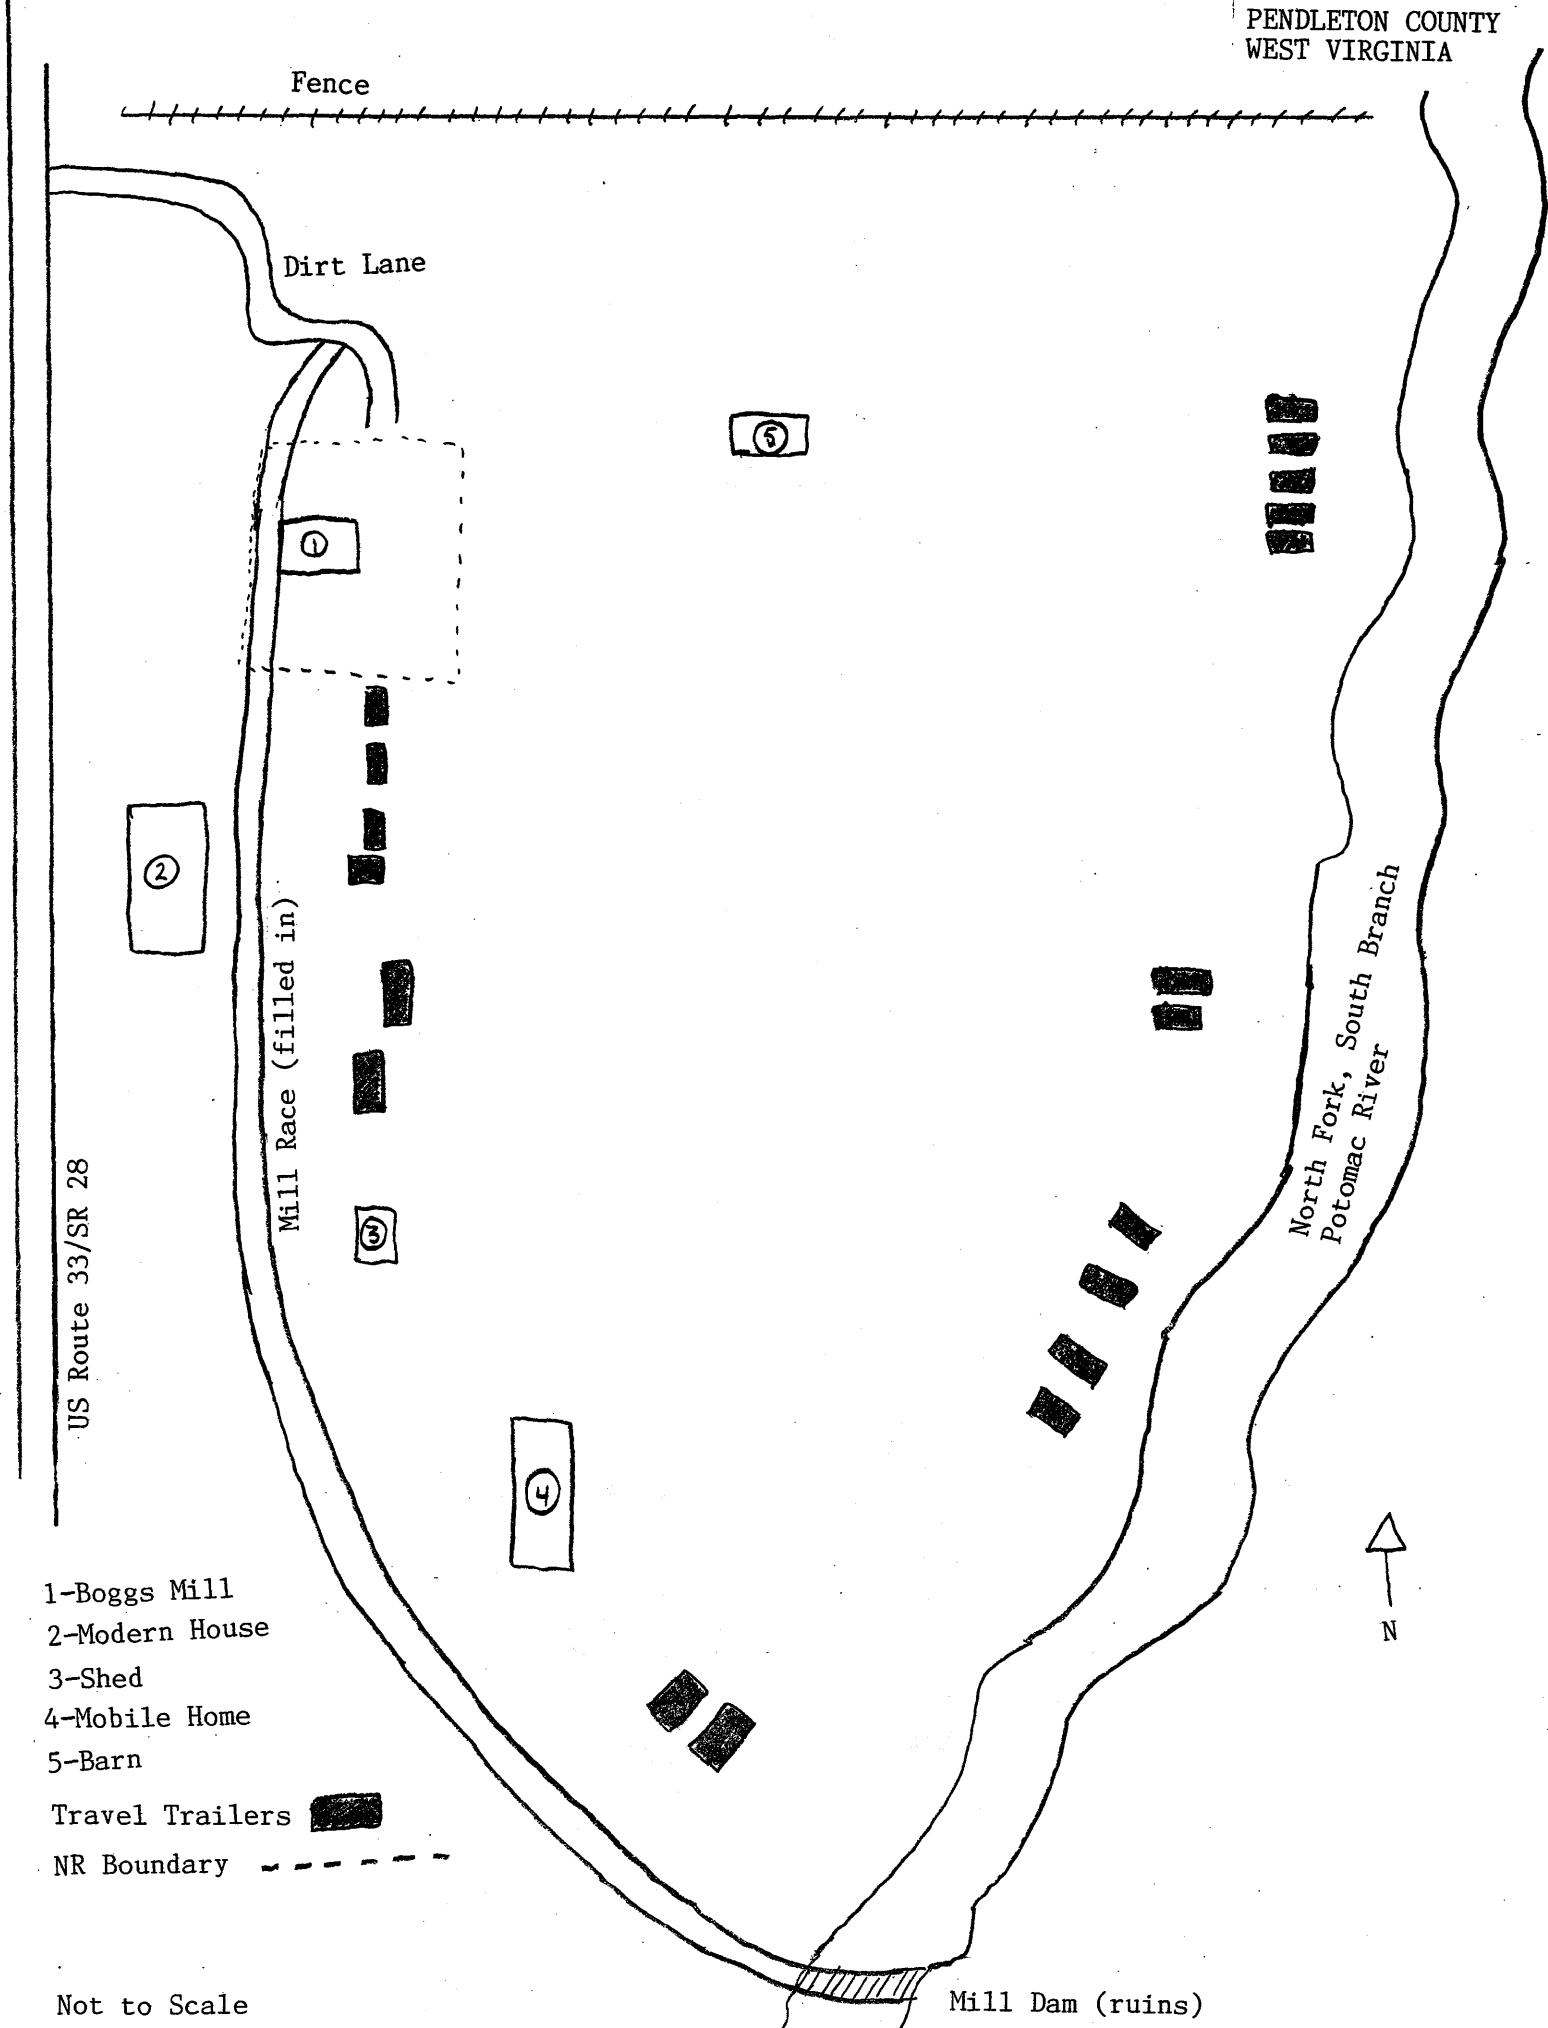 PENDLETON COUNTY
WEST VIRGINIA
Fence
Dirt Lane
5
1
2
Mill Race (filled in)
North Fork, South Branch
Potomac River
US Route 33/SR 28
3
4
1-Boggs Mill
2-Modern House
3-Shed
4-Mobile Home
5-Barn
Travel Trailers
NR Boundary
N
Not to Scale
Mill Dam (ruins)